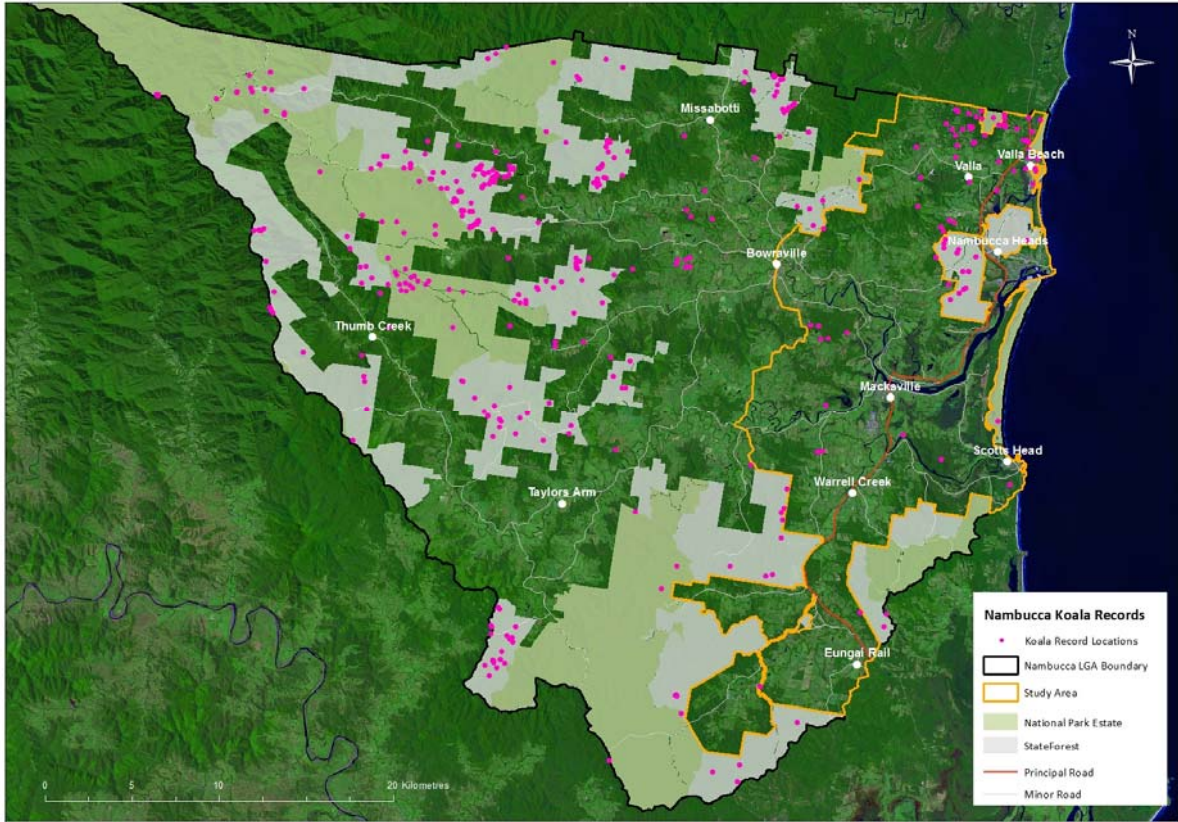 N
Missabotti
Valla Beach
Valla
Nambucca Heads
Bowraville
Thumb Creek
Macksville
Scotts Head
Warrell Creek
Taylors Arm
Eungai Rail
Nambucca Koala Records
Koala Record Locations
Nambucca LGA Boundary
Study Area
National Park Estate
StateForest
Principal Road
Minor Road
0 5 10 20 Kilometres